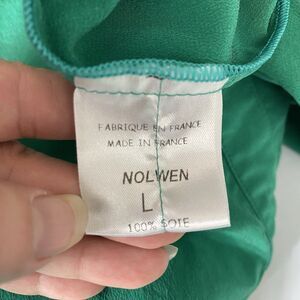 FABRIQUE EN FRANCE
MADE IN FRANCE
NOLWEN
L
100% SOIE